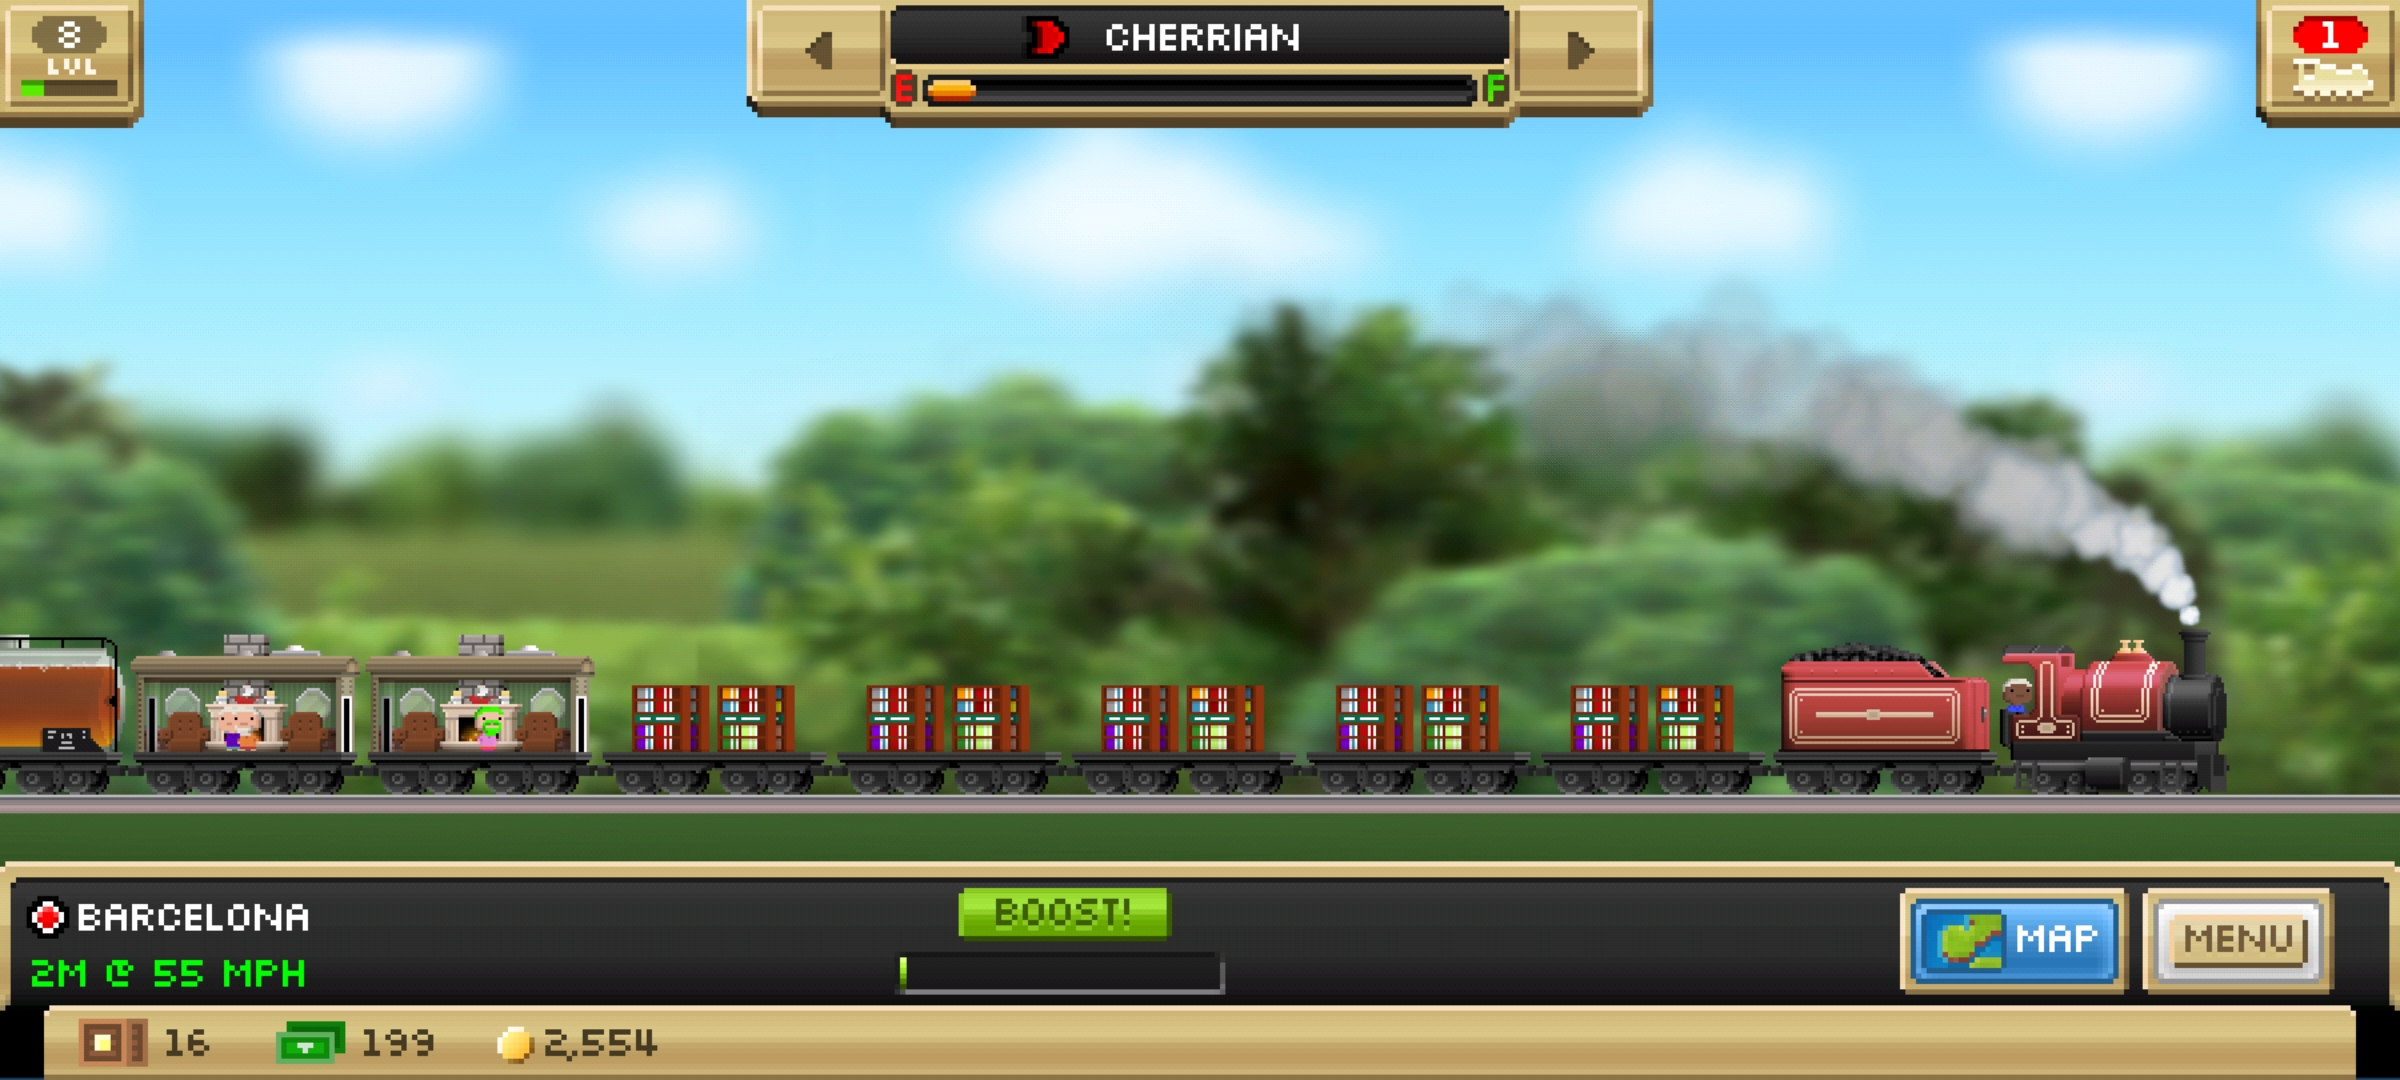 8
LVL
CHERRIAN
E F
1
BARCELONA
2M @ 55 MPH
BOOST!
MAP
MENU
16
199
2,554